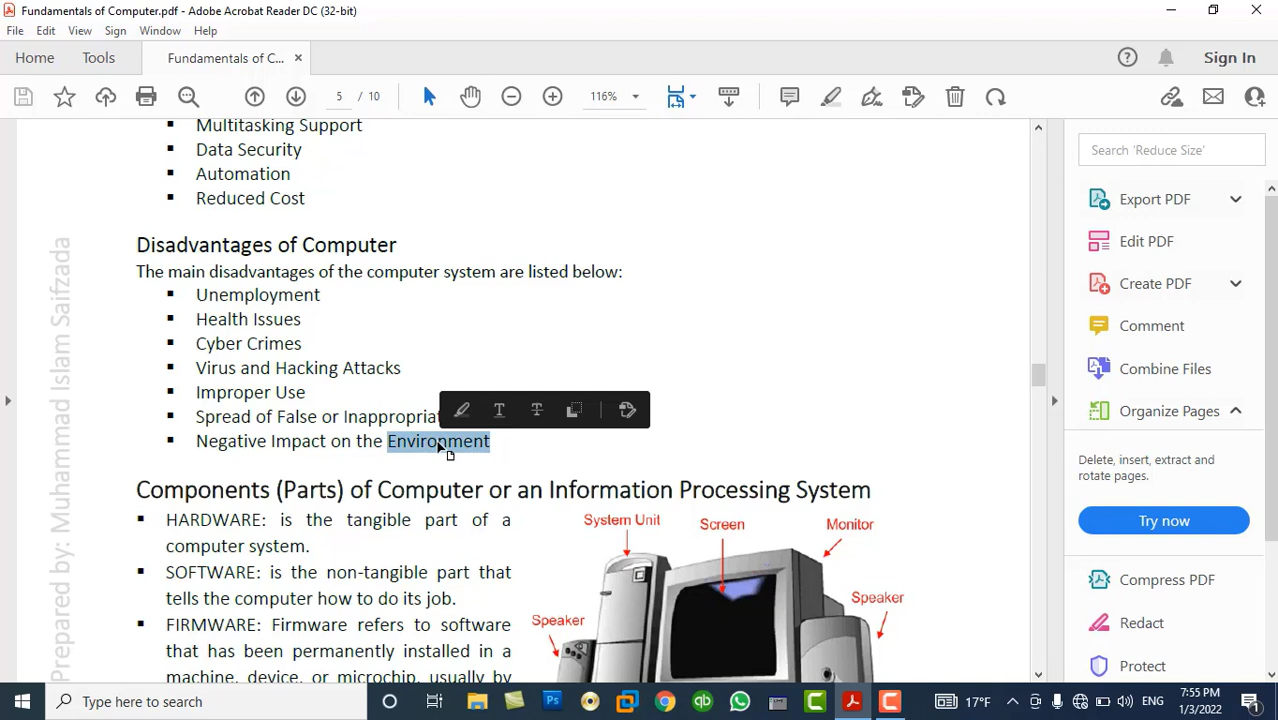 Fundamentals of Computer.pdf - Adobe Acrobat Reader DC (32-bit)
File Edit View Sign Window Help
Home Tools Fundamentals of C... ×
Sign In
5 / 10
116%
Multitasking Support
Data Security
Automation
Reduced Cost
Disadvantages of Computer
The main disadvantages of the computer system are listed below:
Unemployment
Health Issues
Cyber Crimes
Virus and Hacking Attacks
Improper Use
Spread of False or Inappropriat
Negative Impact on the Environment
Components (Parts) of Computer or an Information Processing System
HARDWARE: is the tangible part of a
computer system.
SOFTWARE: is the non-tangible part that
tells the computer how to do its job.
FIRMWARE: Firmware refers to software
that has been permanently installed in a
machine, device, or microchip, usually by
System Unit
Screen
Monitor
Speaker
Speaker
Prepared by: Muhammad Islam Saifzada
Search 'Reduce Size'
Export PDF
Edit PDF
Create PDF
Comment
Combine Files
Organize Pages
Delete, insert, extract and
rotate pages.
Try now
Compress PDF
Redact
Protect
Type here to search
17°F
ENG
7:55 PM
1/3/2022